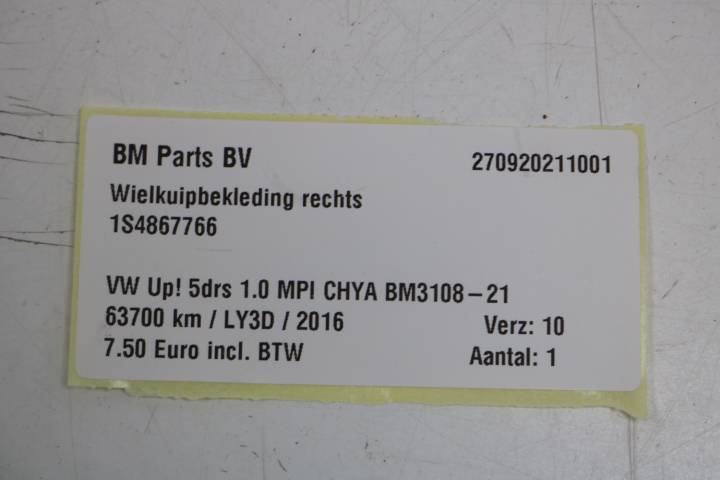 BM Parts BV 270920211001
Wielkuipbekleding rechts
1S4867766
VW Up! 5drs 1.0 MPI CHYA BM3108-21
63700 km / LY3D / 2016 Verz: 10
7.50 Euro incl. BTW Aantal: 1